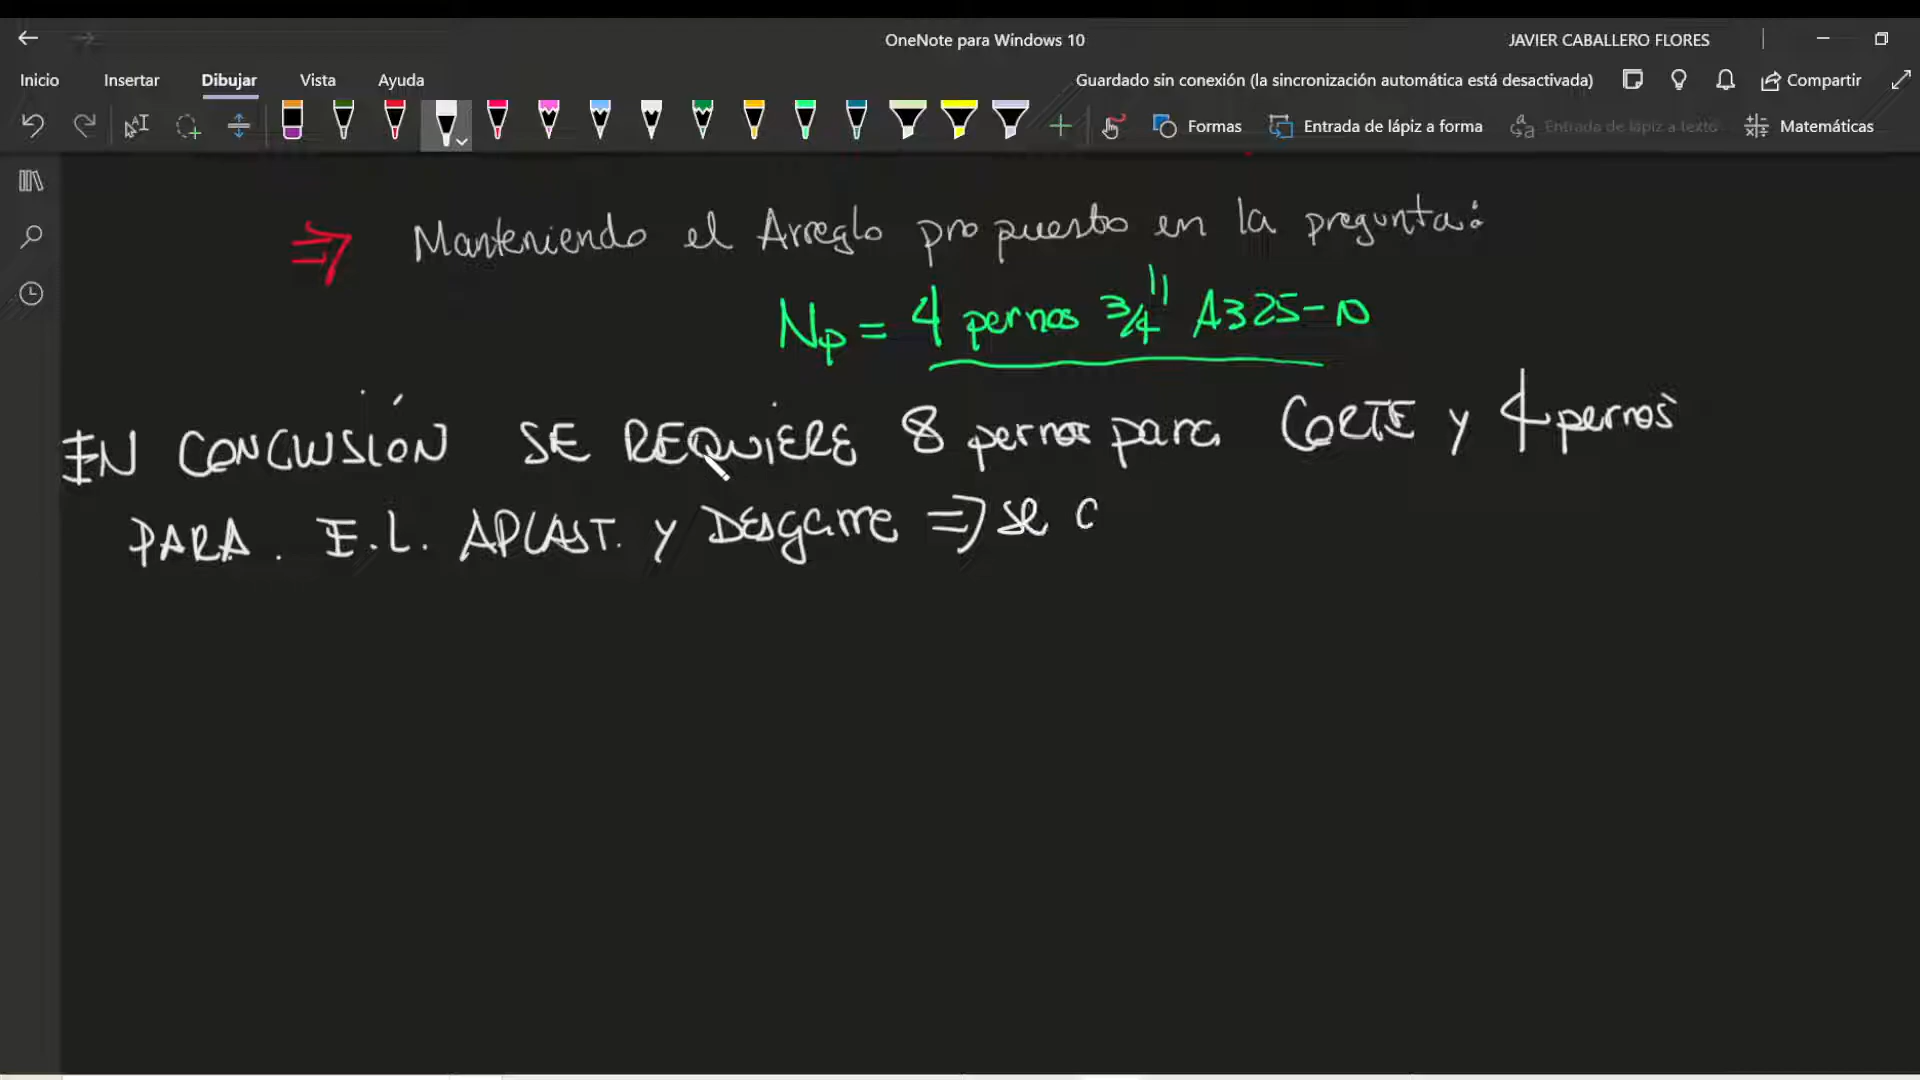 OneNote para Windows 10
JAVIER CABALLERO FLORES
Inicio Insertar Dibujar Vista Ayuda
Guardado sin conexión (la sincronización automática está desactivada)
Compartir
Formas
Entrada de lápiz a forma
Entrada de lápiz a texto
Matemáticas
Manteniendo el Arreglo propuesto en la pregunta:
Np = 4 pernos 3/4" A325-N
EN CONCLUSIÓN SE REQUIERE 8 pernos para CORTE y 4 pernos
PARA. E.L. APLAST. y DESgarre => se c